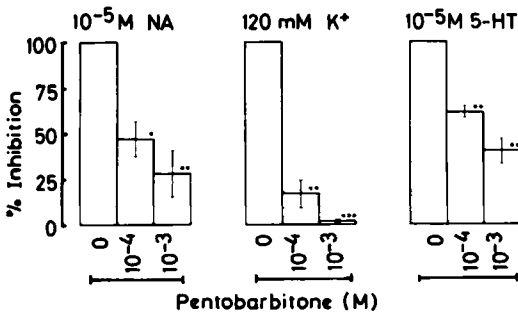 10⁻⁵M NA 120 mM K⁺ 10⁻⁵M 5-HT
100
75
50
25
0
% Inhibition
* ** ** *** ** **
0 10⁻⁴ 10⁻³ 0 10⁻⁴ 10⁻³ 0 10⁻⁴ 10⁻³
Pentobarbitone (M)